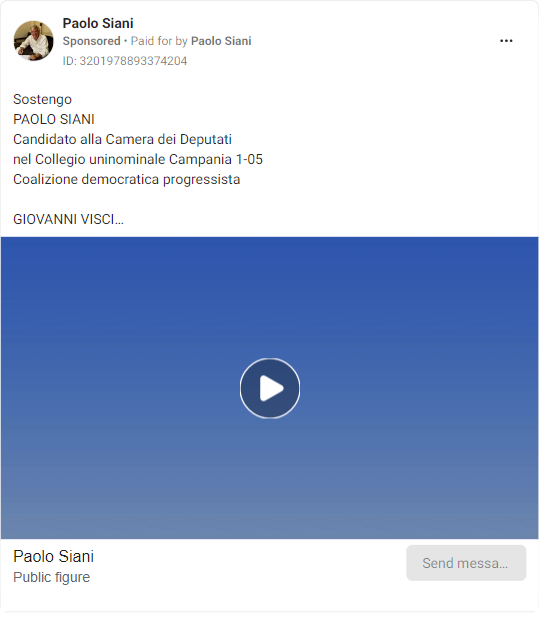 Paolo Siani
Sponsored • Paid for by Paolo Siani
ID: 3201978893374204
Sostengo
PAOLO SIANI
Candidato alla Camera dei Deputati
nel Collegio uninominale Campania 1-05
Coalizione democratica progressista
GIOVANNI VISCI...
Paolo Siani
Public figure
Send messa...